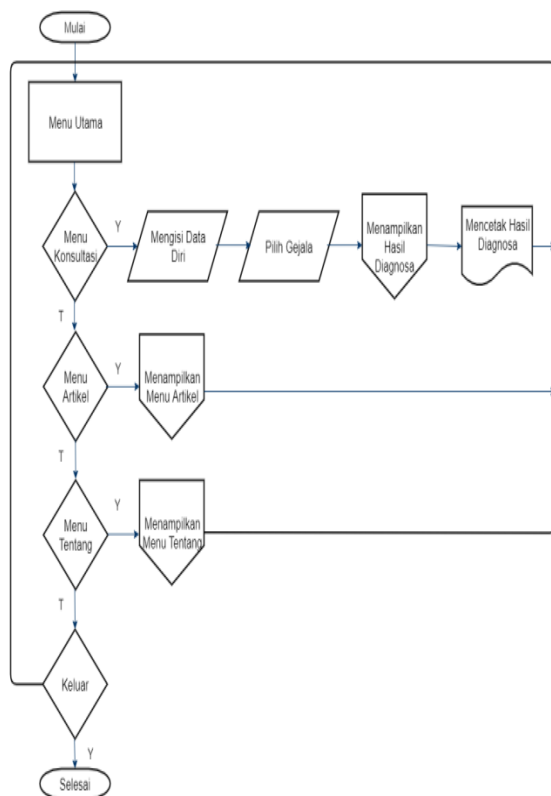 Mulai
Menu Utama
Menu
Konsultasi
Y
Mengisi Data
Diri
Pilih Gejala
Menampilkan
Hasil
Diagnosa
Mencetak Hasil
Diagnosa
T
Menu
Artikel
Y
Menampilkan
Menu Artikel
T
Menu
Tentang
Y
Menampilkan
Menu Tentang
T
Keluar
Y
Selesai